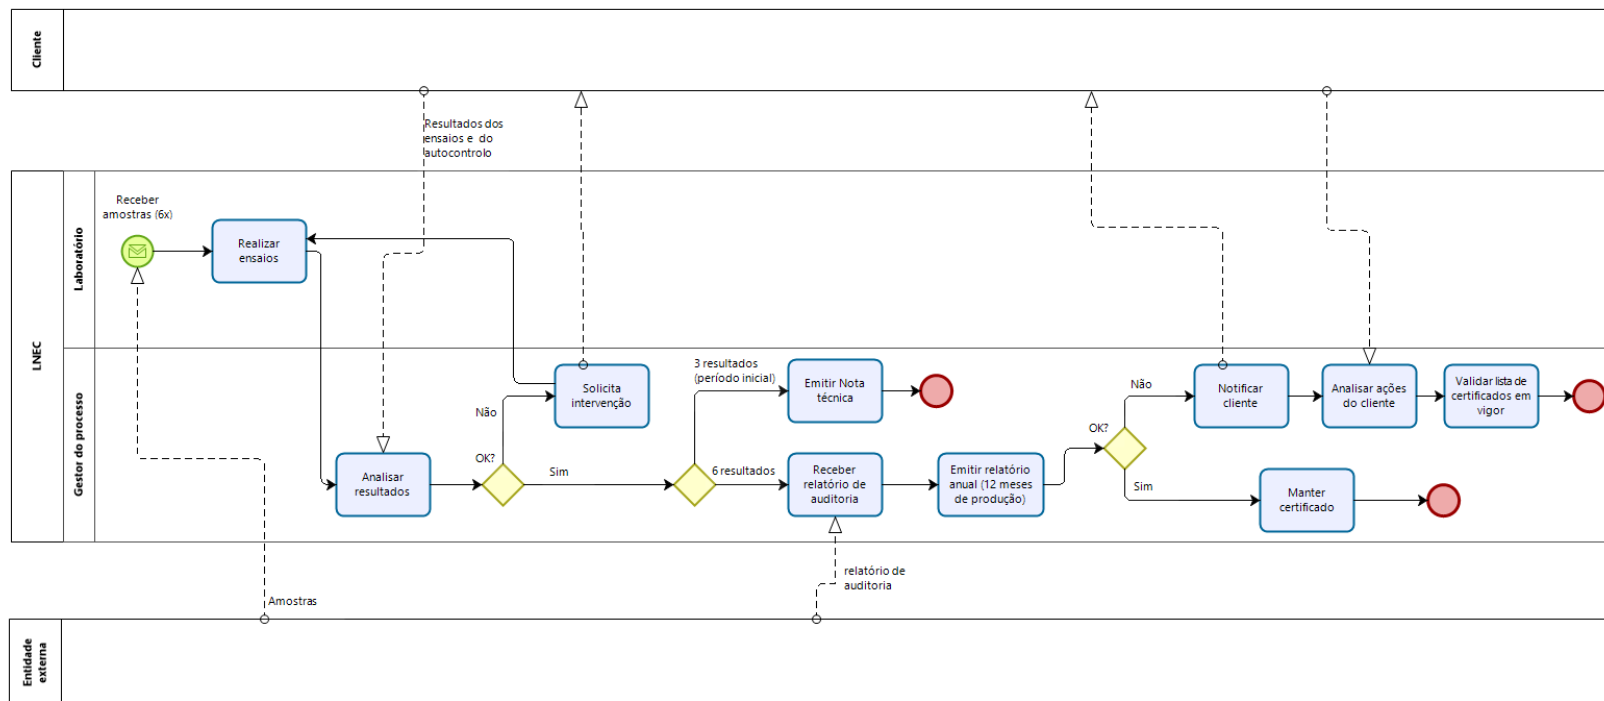 Cliente
Resultados dos
ensaios e do
autocontrolo
LNEC
Laboratório
Receber
amostras (6x)
Realizar
ensaios
Gestor do processo
Analisar
resultados
OK?
Não
Sim
Solicita
intervenção
3 resultados
(período inicial)
6 resultados
Emitir Nota
técnica
Receber
relatório de
auditoria
Emitir relatório
anual (12 meses
de produção)
OK?
Não
Sim
Notificar
cliente
Analisar ações
do cliente
Validar lista de
certificados em
vigor
Manter
certificado
relatório de
auditoria
Amostras
Entidade
externa